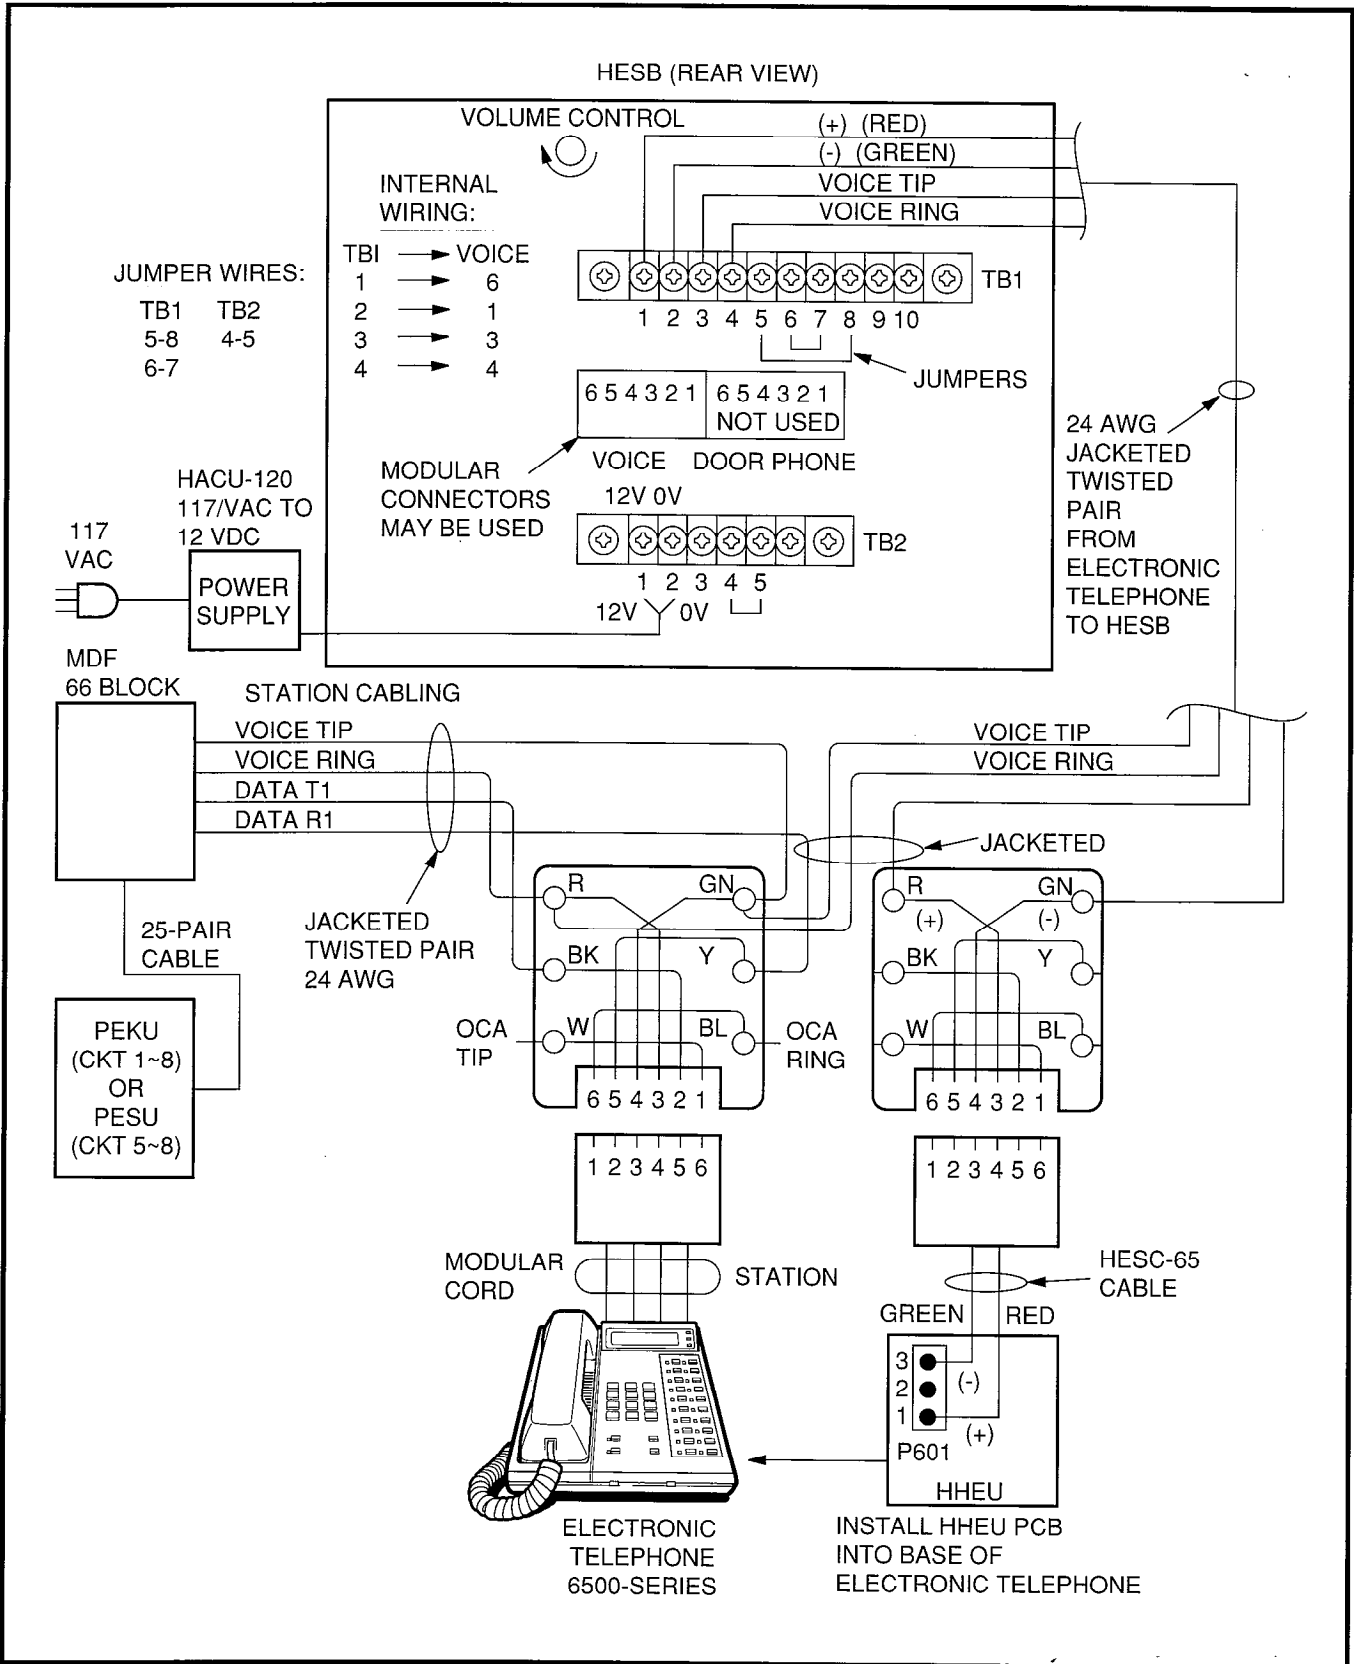 HESB (REAR VIEW)
VOLUME CONTROL
(+) (RED)
(-) (GREEN)
VOICE TIP
VOICE RING
INTERNAL
WIRING:
TBI VOICE
1 6
2 1
3 3
4 4
JUMPER WIRES:
TB1 TB2
5-8 4-5
6-7
TB1
1 2 3 4 5 6 7 8 9 10
JUMPERS
6 5 4 3 2 1 6 5 4 3 2 1
NOT USED
VOICE DOOR PHONE
MODULAR
CONNECTORS
MAY BE USED
12V 0V
TB2
1 2 3 4 5
12V 0V
24 AWG
JACKETED
TWISTED
PAIR
FROM
ELECTRONIC
TELEPHONE
TO HESB
HACU-120
117/VAC TO
12 VDC
117
VAC
POWER
SUPPLY
MDF
66 BLOCK
STATION CABLING
VOICE TIP
VOICE RING
DATA T1
DATA R1
VOICE TIP
VOICE RING
JACKETED
JACKETED
TWISTED PAIR
24 AWG
25-PAIR
CABLE
PEKU
(CKT 1~8)
OR
PESU
(CKT 5~8)
R GN
BK Y
W BL
OCA
TIP
OCA
RING
6 5 4 3 2 1
R GN
(+) (-)
BK Y
W BL
6 5 4 3 2 1
1 2 3 4 5 6
1 2 3 4 5 6
MODULAR
CORD
STATION
HESC-65
CABLE
GREEN RED
3
2
1
(-)
(+)
P601
HHEU
ELECTRONIC
TELEPHONE
6500-SERIES
INSTALL HHEU PCB
INTO BASE OF
ELECTRONIC TELEPHONE